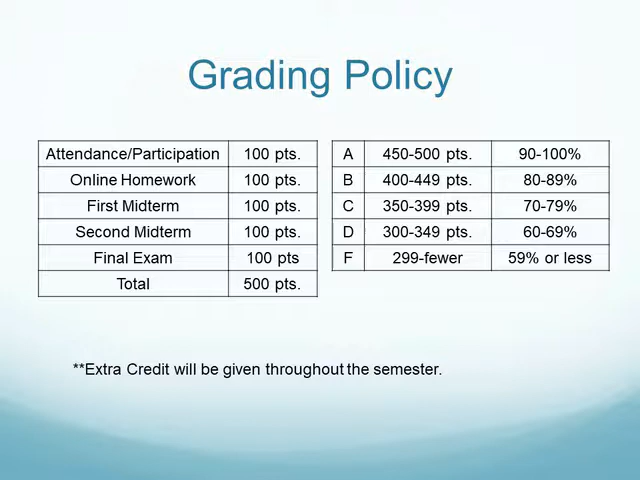 Grading Policy
Attendance/Participation 100 pts.
Online Homework 100 pts.
First Midterm 100 pts.
Second Midterm 100 pts.
Final Exam 100 pts
Total 500 pts.
A 450-500 pts. 90-100%
B 400-449 pts. 80-89%
C 350-399 pts. 70-79%
D 300-349 pts. 60-69%
F 299-fewer 59% or less
**Extra Credit will be given throughout the semester.